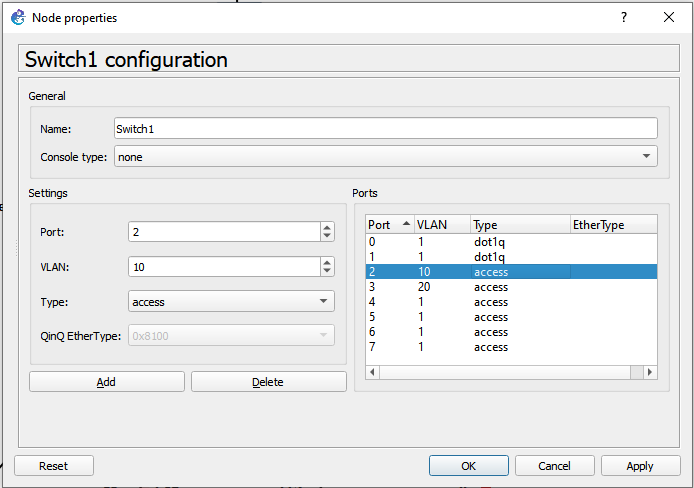 Node properties
?
Switch1 configuration
General
Name: Switch1
Console type: none
Settings
Port: 2
VLAN: 10
Type: access
QinQ EtherType: 0x8100
Add Delete
Ports
Port VLAN Type EtherType
0 1 dot1q
1 1 dot1q
2 10 access
3 20 access
4 1 access
5 1 access
6 1 access
7 1 access
Reset OK Cancel Apply